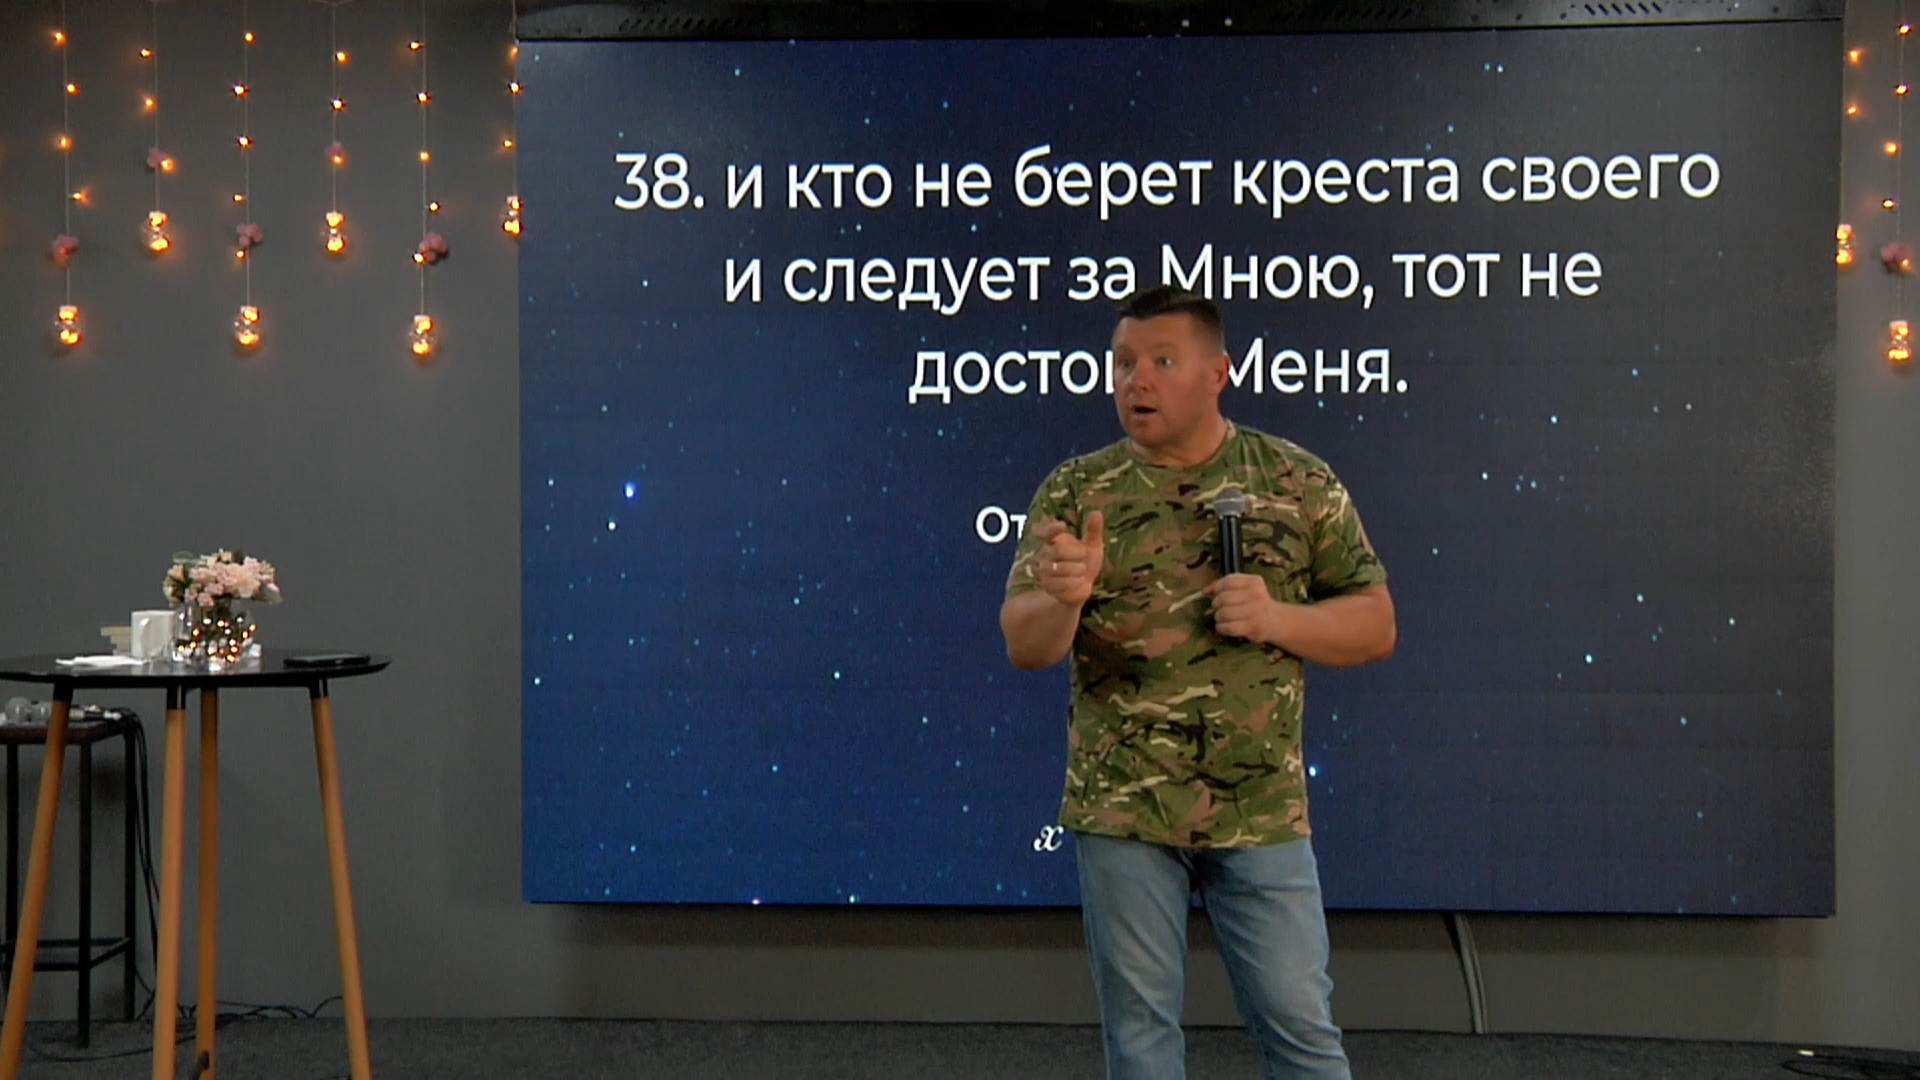 38. и кто не берет креста своего
и следует за Мною, тот не
Меня.